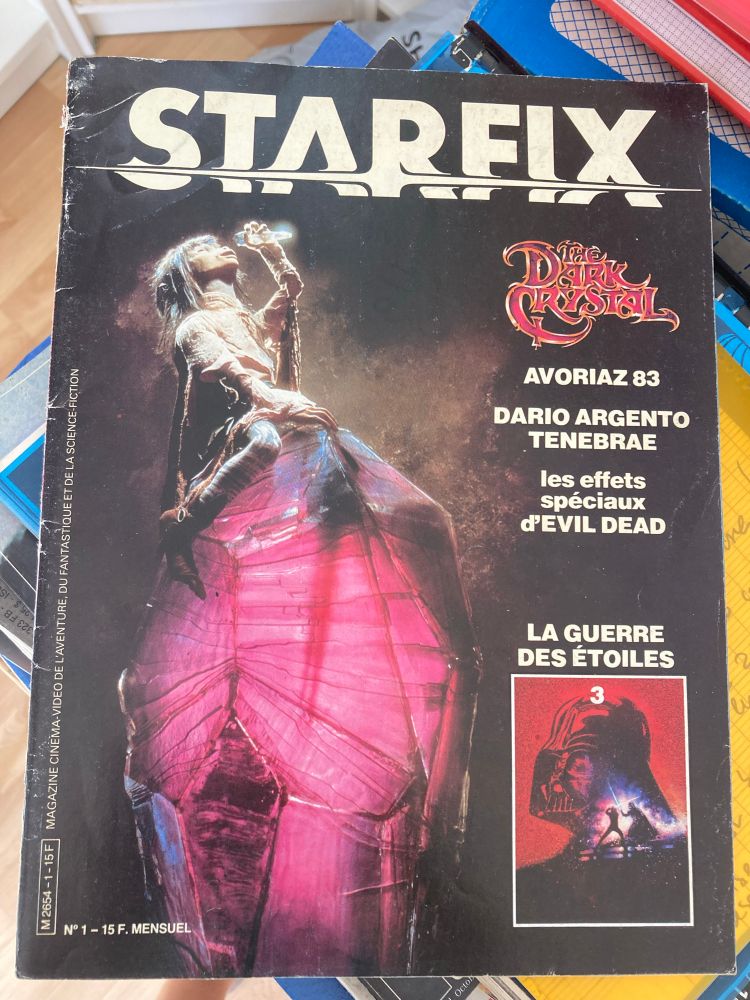 STARFIX
THE
DARK
CRYSTAL
AVORIAZ 83
DARIO ARGENTO
TENEBRAE
les effets
spéciaux
d'EVIL DEAD
LA GUERRE
DES ÉTOILES
3
MAGAZINE CINÉMA-VIDEO DE L'AVENTURE, DU FANTASTIQUE ET DE LA SCIENCE-FICTION
M 2654 - 1 - 15 F
N° 1 – 15 F. MENSUEL